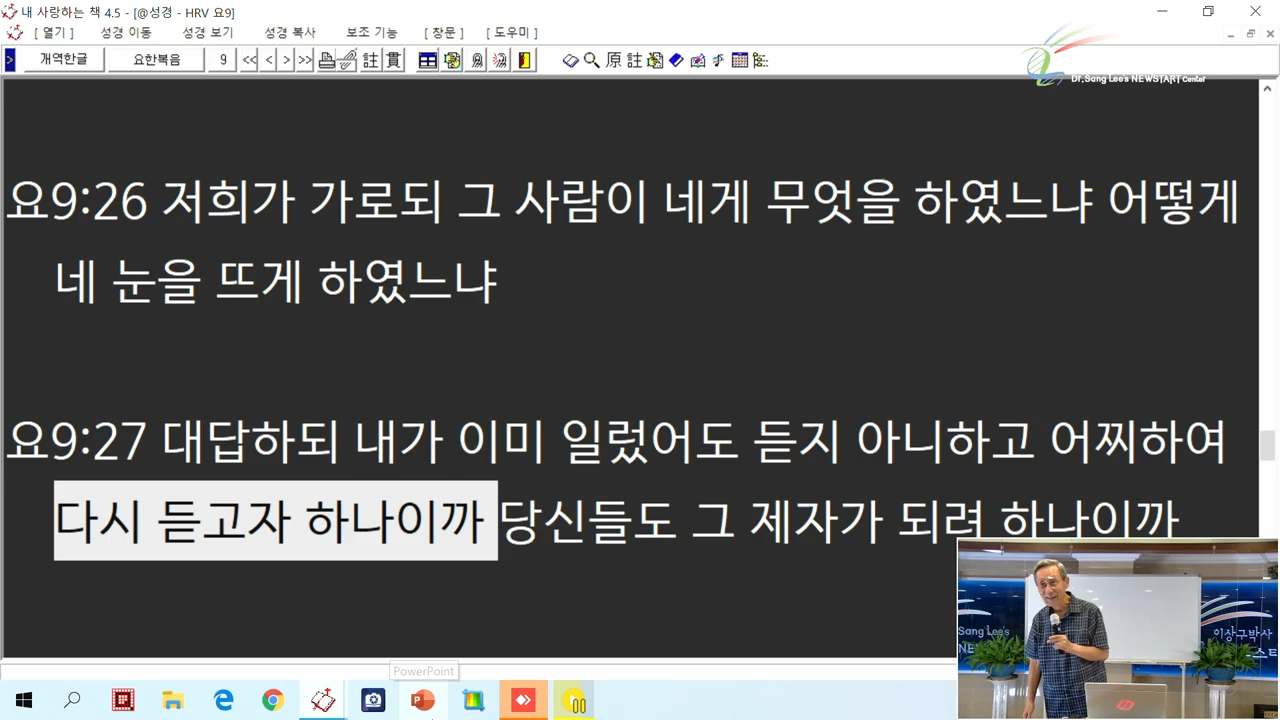 내 사랑하는 책 4.5 - [@성경 - HRV 요9]
[ 열기 ] 성경 이동 성경 보기 성경 복사 보조 기능 [ 창문 ] [ 도우미 ]
> 개역한글 요한복음 9 << < > >> 註 貫 原 註
Dr.Sang Lee's NEWSTART Center
요9:26 저희가 가로되 그 사람이 네게 무엇을 하였느냐 어떻게
네 눈을 뜨게 하였느냐
요9:27 대답하되 내가 이미 일렀어도 듣지 아니하고 어찌하여
다시 듣고자 하나이까 당신들도 그 제자가 되려 하나이까
Sang Lee's
NE
이상구박사
스트
PowerPoint